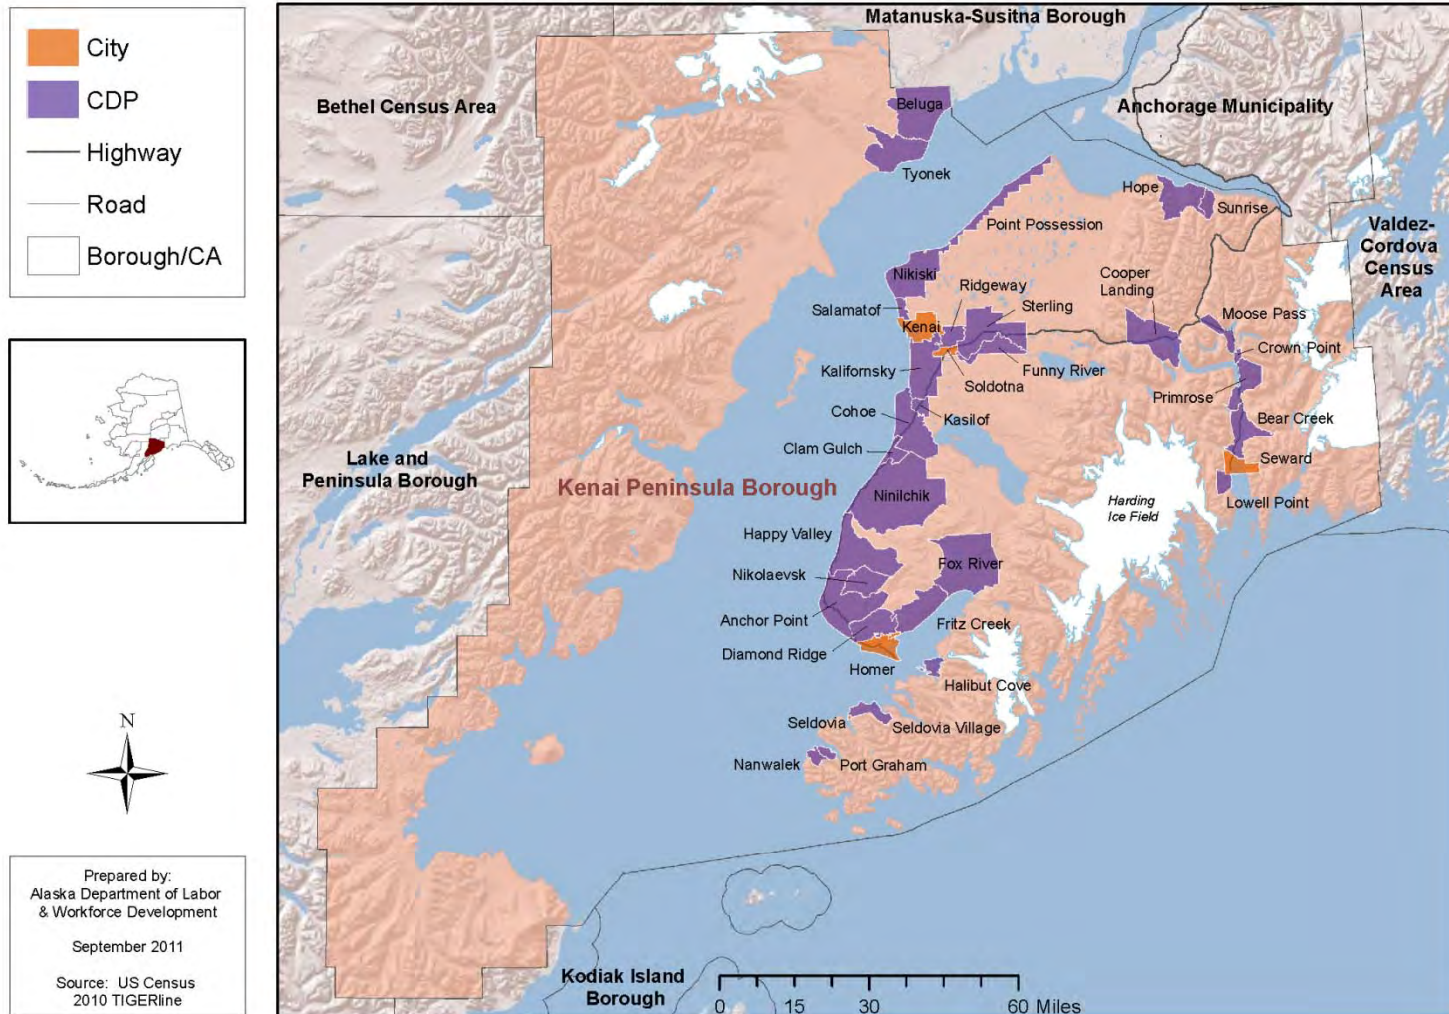 City
CDP
Highway
Road
Borough/CA
N
Prepared by:
Alaska Department of Labor
& Workforce Development
September 2011
Source: US Census
2010 TIGERline
Matanuska-Susitna Borough
Bethel Census Area
Anchorage Municipality
Beluga
Tyonek
Hope
Sunrise
Point Possession
Valdez-
Cordova
Census
Area
Nikiski
Ridgeway
Cooper
Landing
Salamatof
Sterling
Moose Pass
Kenai
Crown Point
Kalifornsky
Soldotna
Funny River
Primrose
Cohoe
Kasilof
Bear Creek
Clam Gulch
Lake and
Peninsula Borough
Seward
Kenai Peninsula Borough
Ninilchik
Harding
Ice Field
Lowell Point
Happy Valley
Fox River
Nikolaevsk
Anchor Point
Fritz Creek
Diamond Ridge
Homer
Halibut Cove
Seldovia
Seldovia Village
Nanwalek
Port Graham
Kodiak Island
Borough
0 30 60 Miles